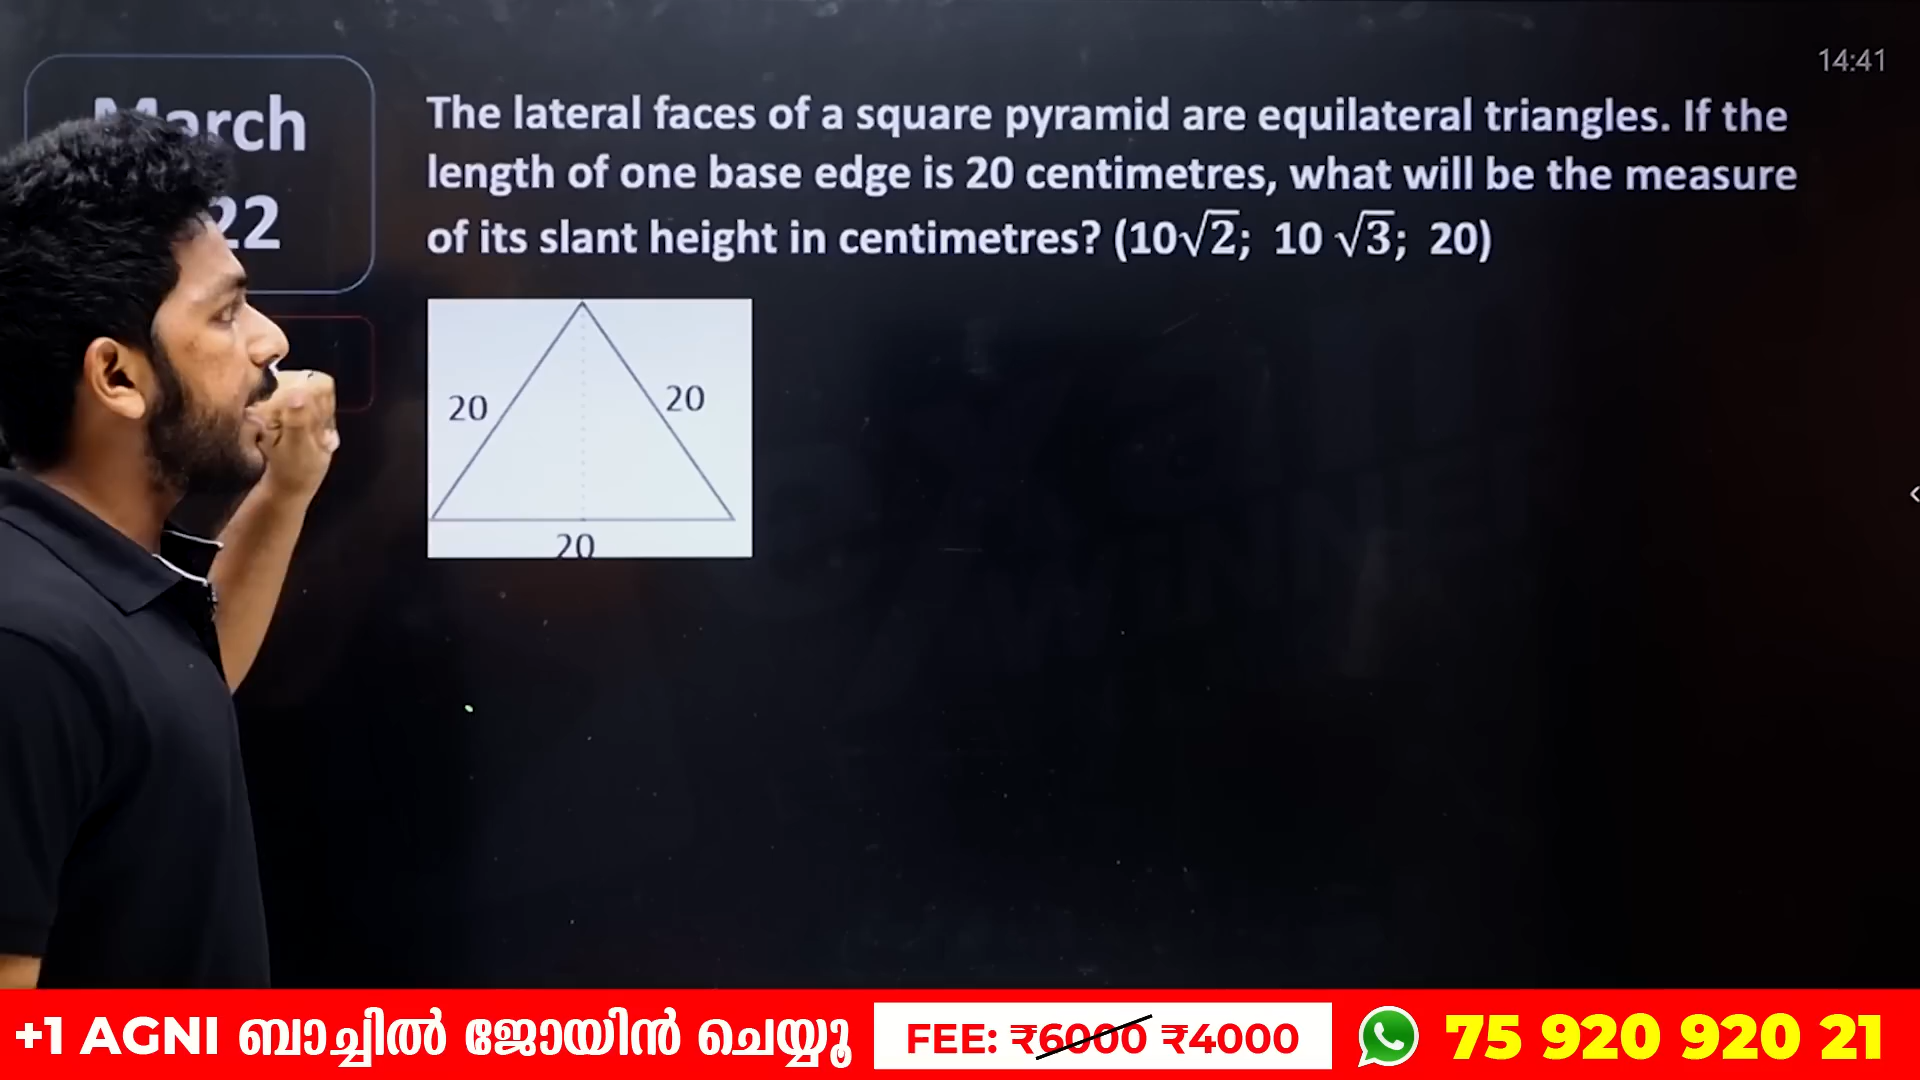 14:41
March
22
The lateral faces of a square pyramid are equilateral triangles. If the
length of one base edge is 20 centimetres, what will be the measure
of its slant height in centimetres? (10√2; 10 √3; 20)
20
20
20
+1 AGNI ബാച്ചിൽ ജോയിൻ ചെയ്യൂ
FEE: ₹6000 ₹4000
75 920 920 21